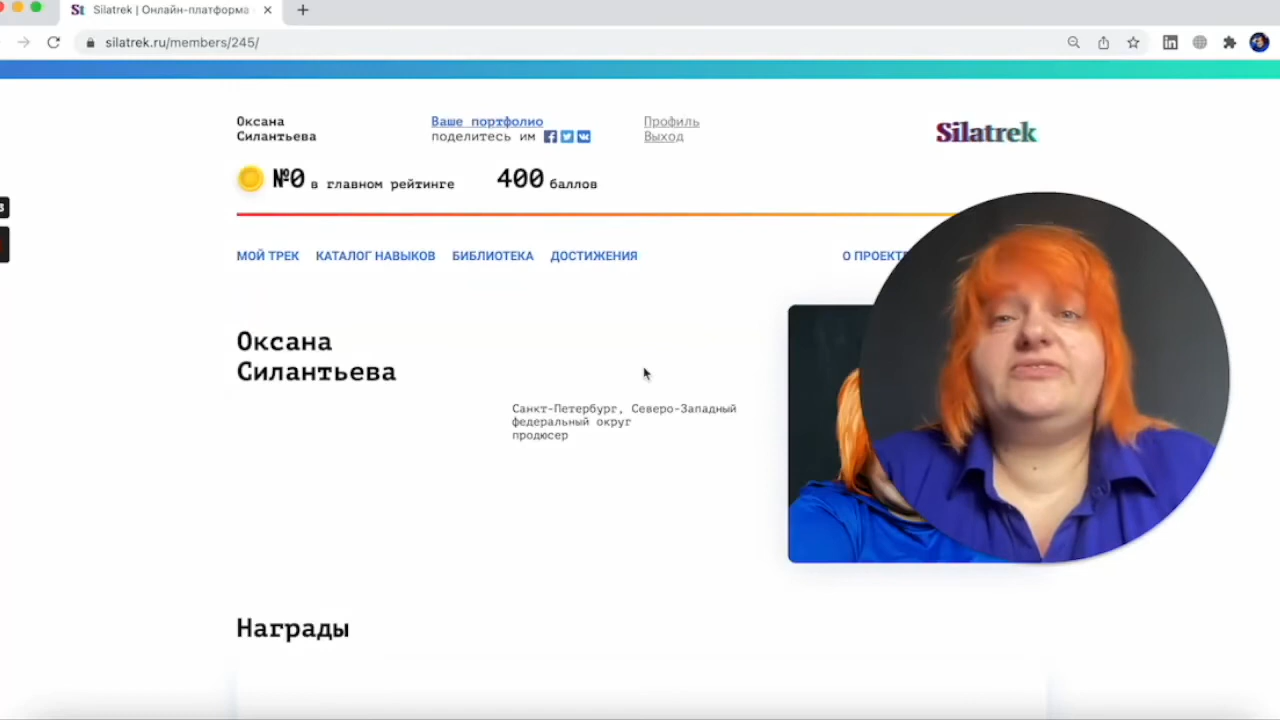 Silatrek | Онлайн-платформа
silatrek.ru/members/245/
Оксана
Силантьева
Ваше портфолио
поделитесь им
Профиль
Выход
Silatrek
№0 в главном рейтинге
400 баллов
МОЙ ТРЕК КАТАЛОГ НАВЫКОВ БИБЛИОТЕКА ДОСТИЖЕНИЯ
О ПРОЕКТЕ
Оксана
Силантьева
Санкт-Петербург, Северо-Западный
федеральный округ
продюсер
Награды